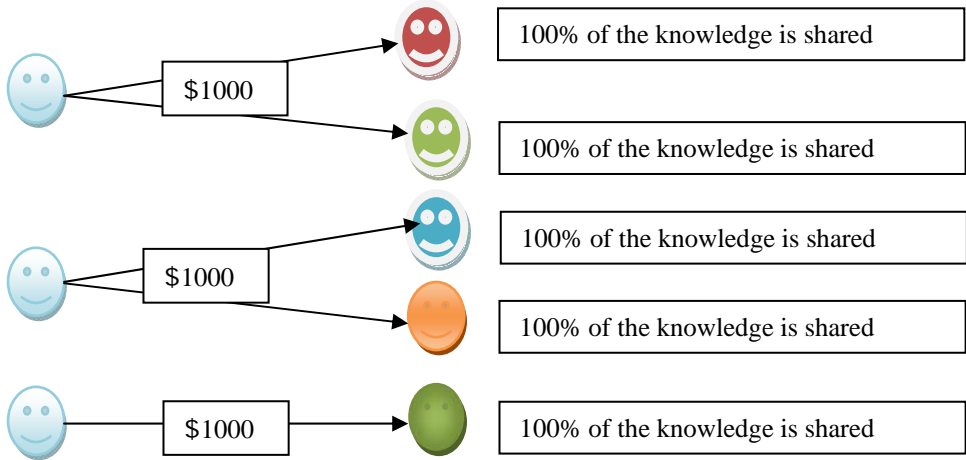 100% of the knowledge is shared
$1000
100% of the knowledge is shared
100% of the knowledge is shared
$1000
100% of the knowledge is shared
$1000
100% of the knowledge is shared